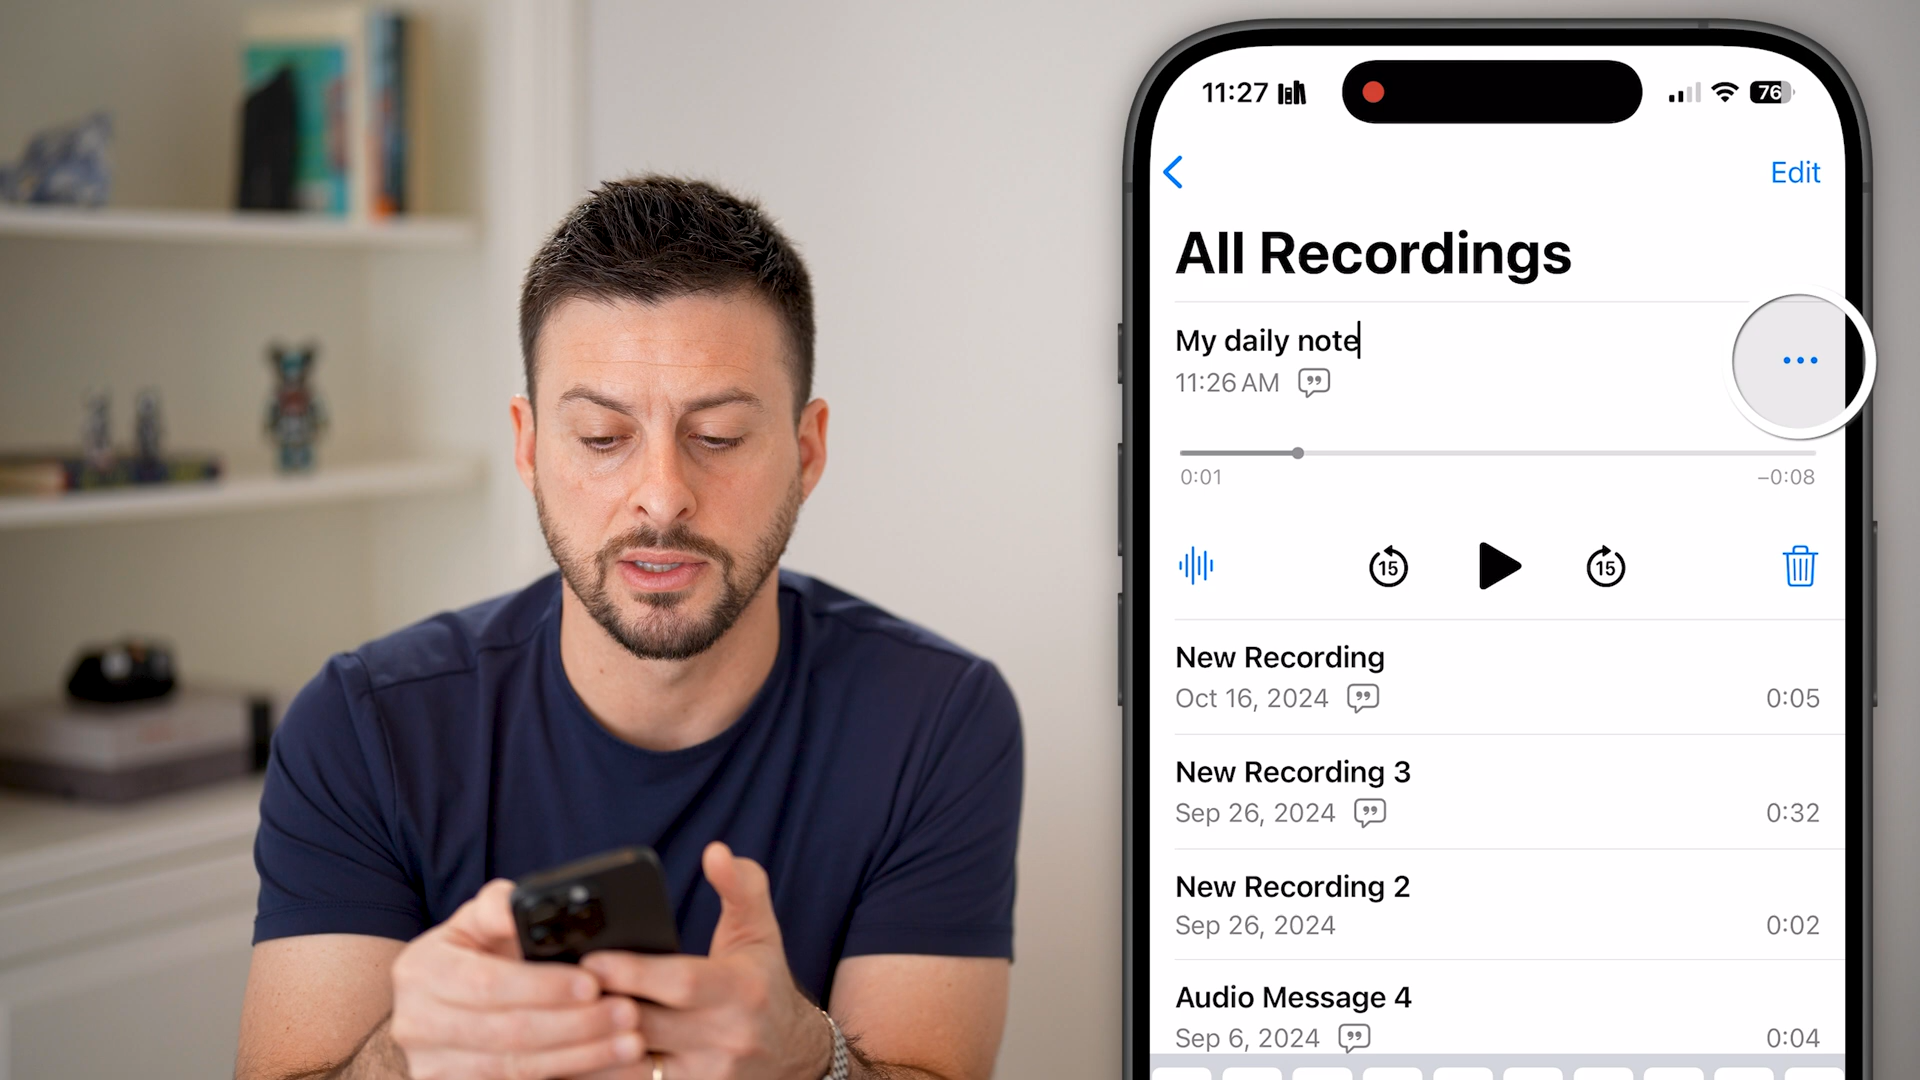 11:27
76
Edit
All Recordings
My daily note
11:26 AM
0:01
−0:08
15
15
New Recording
Oct 16, 2024
0:05
New Recording 3
Sep 26, 2024
0:32
New Recording 2
Sep 26, 2024
0:02
Audio Message 4
Sep 6, 2024
0:04